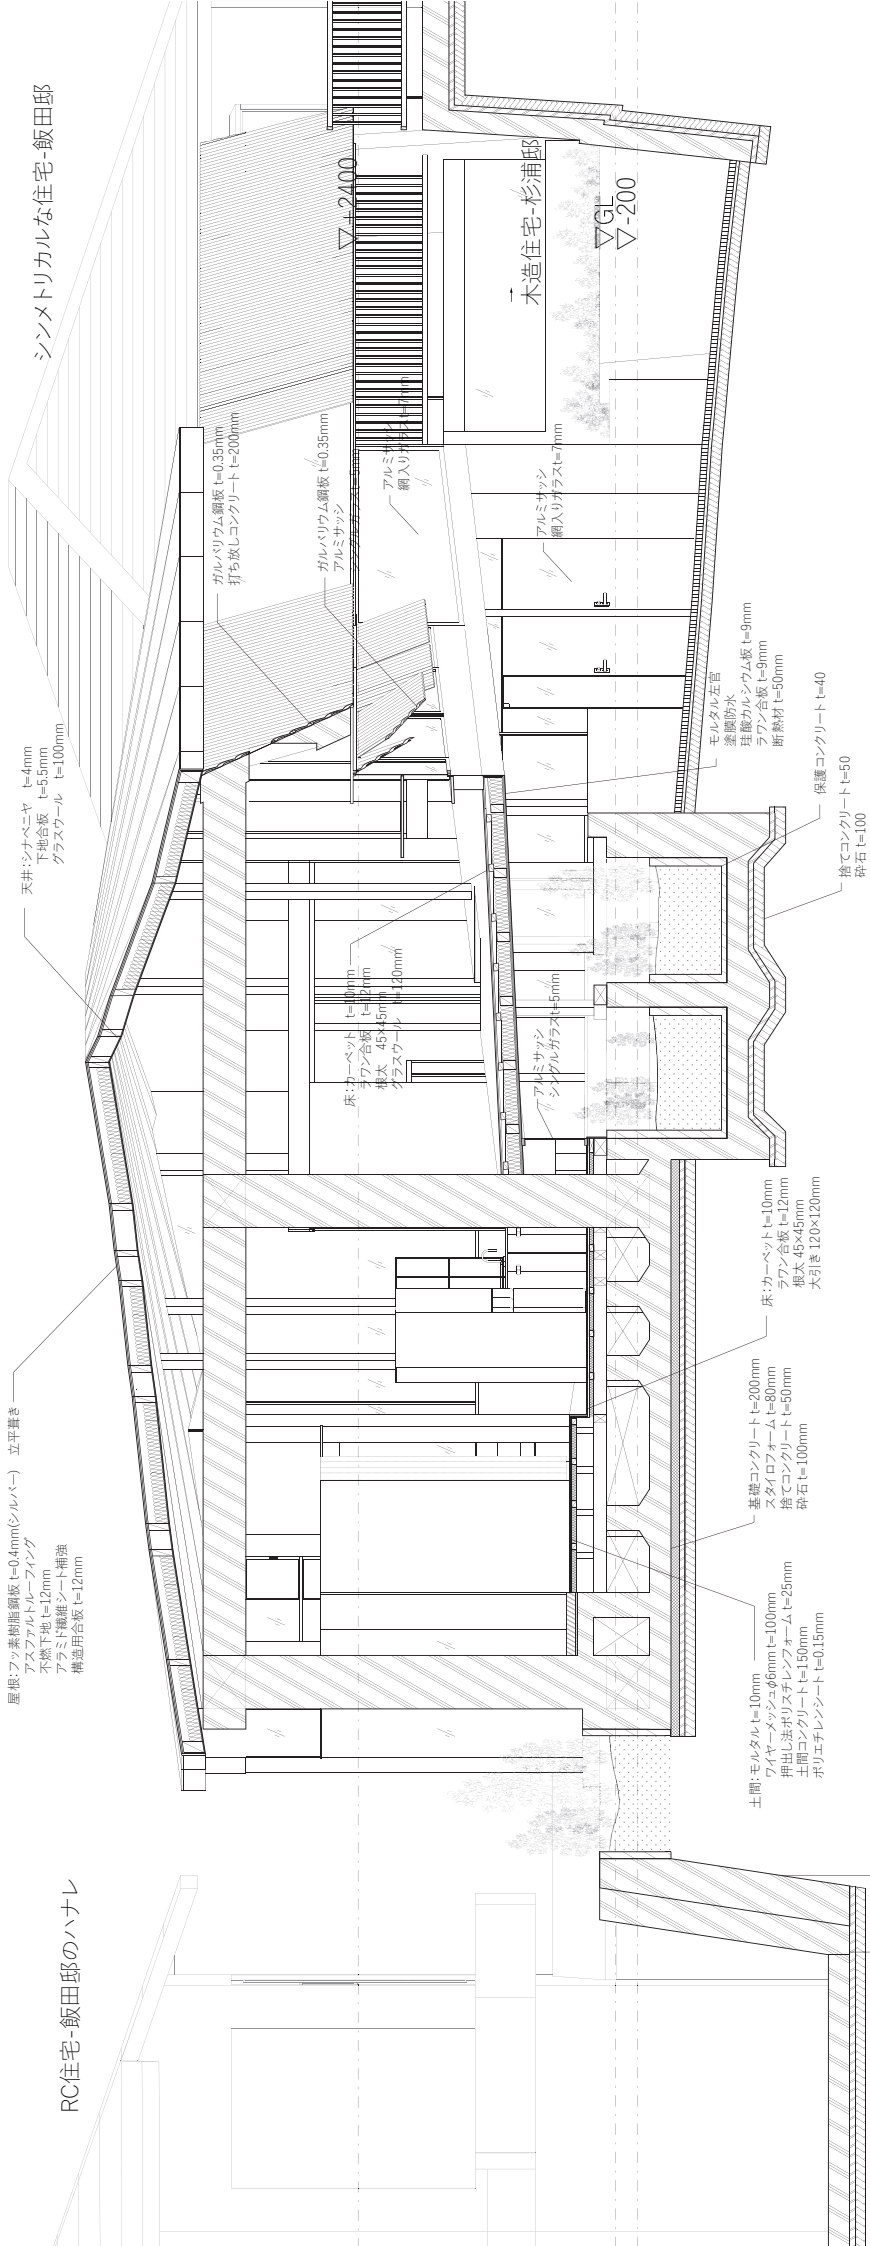 RC住宅-飯田邸のハナレ
シンメトリカルな住宅-飯田邸
屋根:フッ素樹脂鋼板 t=0.4mm(シルバー) 立平葺き
アスファルトルーフィング
不燃下地 t=12mm
アラミド繊維シート補強
構造用合板 t=12mm
天井:シナベニヤ t=4mm
下地合板 t=5.5mm
グラスウール t=100mm
ガルバリウム鋼板 t=0.35mm
打ち放しコンクリート t=200mm
ガルバリウム鋼板 t=0.35mm
アルミサッシ
アルミサッシ
網入りガラス t=7mm
▽+2400
床:カーペット t=10mm
ラワン合板 t=12mm
根太 45×45mm
グラスウール t=120mm
アルミサッシ
シングルガラス t=5mm
アルミサッシ
網入りガラス t=7mm
→
木造住宅-杉浦邸
▽GL
▽-200
モルタル左官
塗膜防水
珪酸カルシウム板 t=9mm
ラワン合板 t=9mm
断熱材 t=50mm
保護コンクリート t=40
捨てコンクリート t=50
砕石 t=100
床:カーペット t=10mm
ラワン合板 t=12mm
根太 45×45mm
大引き 120×120mm
基礎コンクリート t=200mm
スタイロフォーム t=80mm
捨てコンクリート t=50mm
砕石 t=100mm
土間:モルタル t=10mm
ワイヤーメッシュφ6mm t=100mm
押出し法ポリスチレンフォーム t=25mm
土間コンクリート t=150mm
ポリエチレンシート t=0.15mm